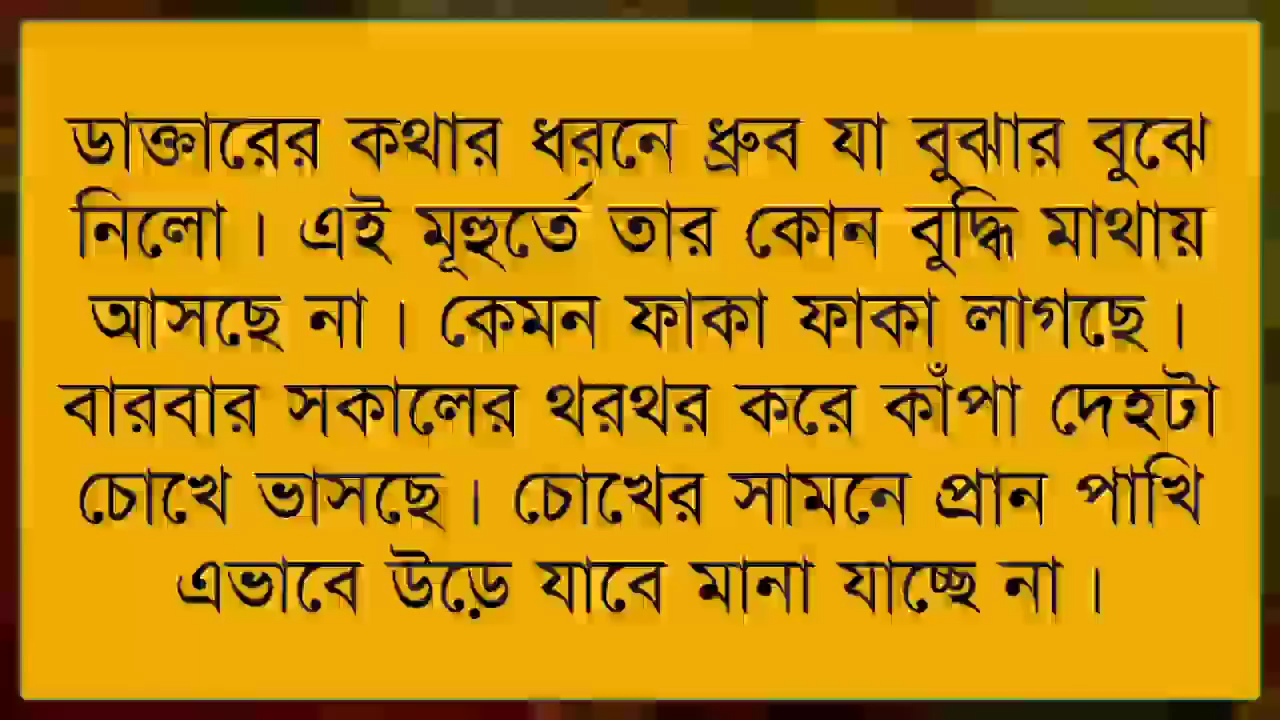 ডাক্তারের কথার ধরনে ধ্রুব যা বুঝার বুঝে
নিলো। এই মূহুর্তে তার কোন বুদ্ধি মাথায়
আসছে না। কেমন ফাকা ফাকা লাগছে।
বারবার সকালের থরথর করে কাঁপা দেহটা
চোখে ভাসছে। চোখের সামনে প্রান পাখি
এভাবে উড়ে যাবে মানা যাচ্ছে না।